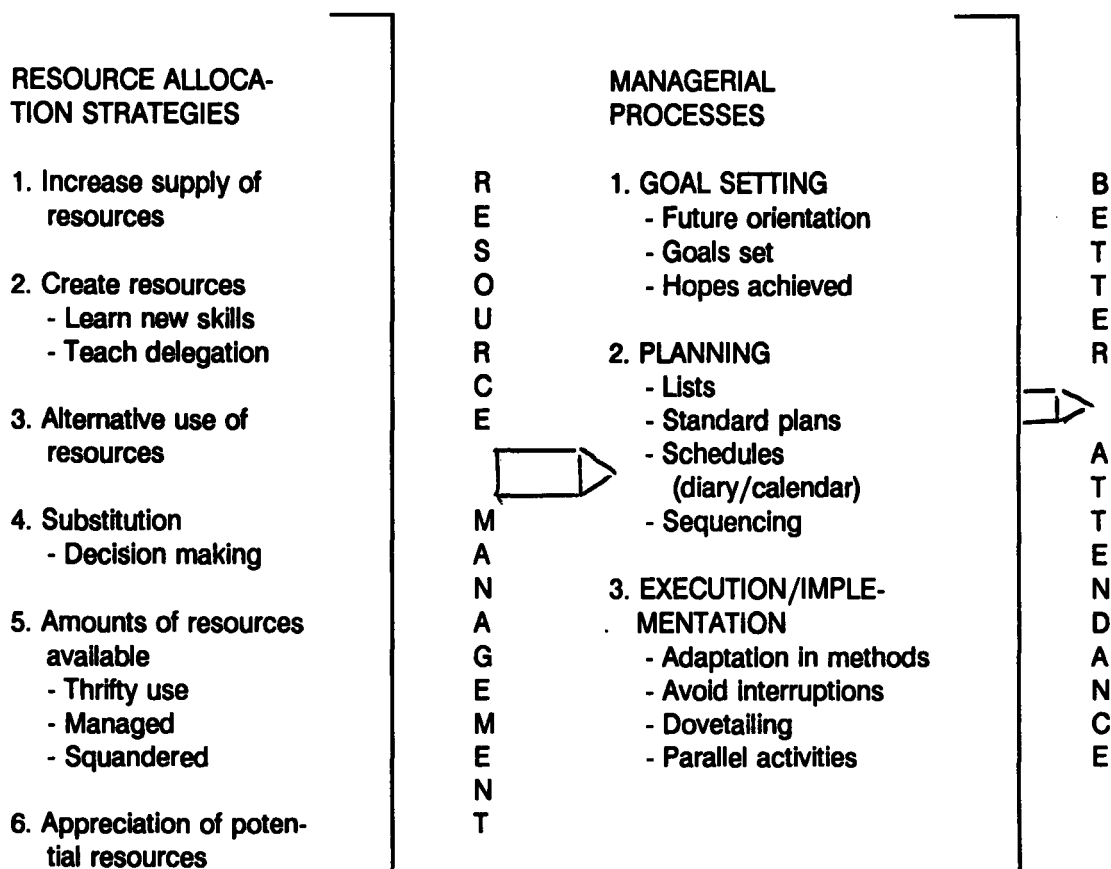 RESOURCE ALLOCA-
TION STRATEGIES
1. Increase supply of
resources
2. Create resources
- Learn new skills
- Teach delegation
3. Alternative use of
resources
4. Substitution
- Decision making
5. Amounts of resources
available
- Thrifty use
- Managed
- Squandered
6. Appreciation of poten-
tial resources
RESOURCE MANAGEMENT
MANAGERIAL
PROCESSES
1. GOAL SETTING
- Future orientation
- Goals set
- Hopes achieved
2. PLANNING
- Lists
- Standard plans
- Schedules
(diary/calendar)
- Sequencing
3. EXECUTION/IMPLE-
MENTATION
- Adaptation in methods
- Avoid interruptions
- Dovetailing
- Parallel activities
BETTER ATTENDANCE